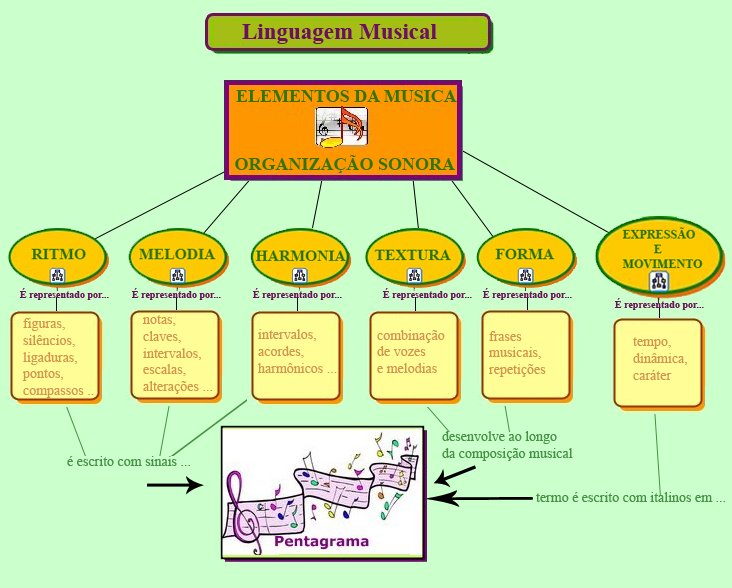 Linguagem Musical
ELEMENTOS DA MUSICA
ORGANIZAÇÃO SONORA
RITMO
MELODIA
HARMONIA
TEXTURA
FORMA
EXPRESSÃO
E
MOVIMENTO
É representado por...
É representado por...
É representado por...
É representado por...
É representado por...
É representado por...
figuras,
silêncios,
ligaduras,
pontos,
compassos ...
notas,
claves,
intervalos,
escalas,
alterações ...
intervalos,
acordes,
harmônicos ...
combinação
de vozes
e melodias
frases
musicais,
repetições
tempo,
dinâmica,
caráter
é escrito com sinais ...
desenvolve ao longo
da composição musical
termo é escrito com italinos em ...
Pentagrama